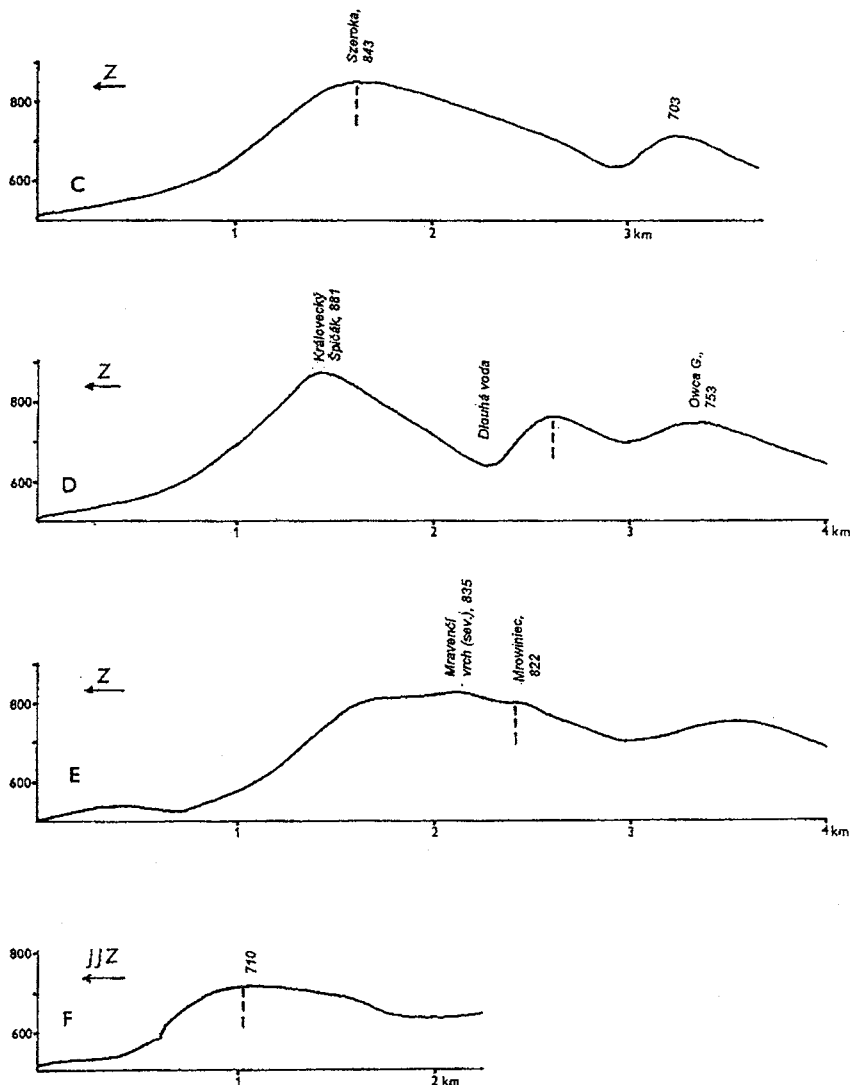 Szeroka,
843
Z
703
800
600
C
1
2
3 km
Královecký
Špičák, 881
Z
Dlouhá voda
Owca G.,
753
800
600
D
1
2
3
4 km
Mravenčí
vrch (sev.), 835
Mrowiniec,
822
Z
800
600
E
1
2
3
4 km
800
jjZ
710
600
F
1
2 km